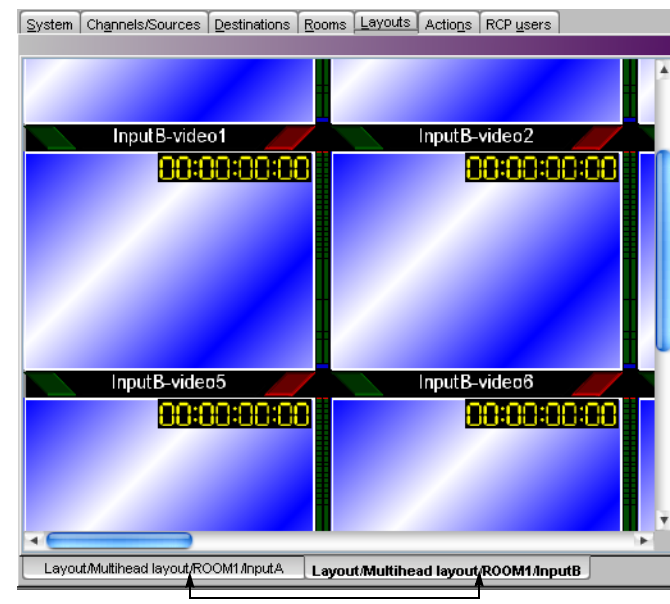 System Channels/Sources Destinations Rooms Layouts Actions RCP users
InputB-video1 InputB-video2
00:00:00:00 00:00:00:00
InputB-video5 InputB-video6
00:00:00:00 00:00:00:00
Layout/Multihead layout/ROOM1/InputA Layout/Multihead layout/ROOM1/InputB